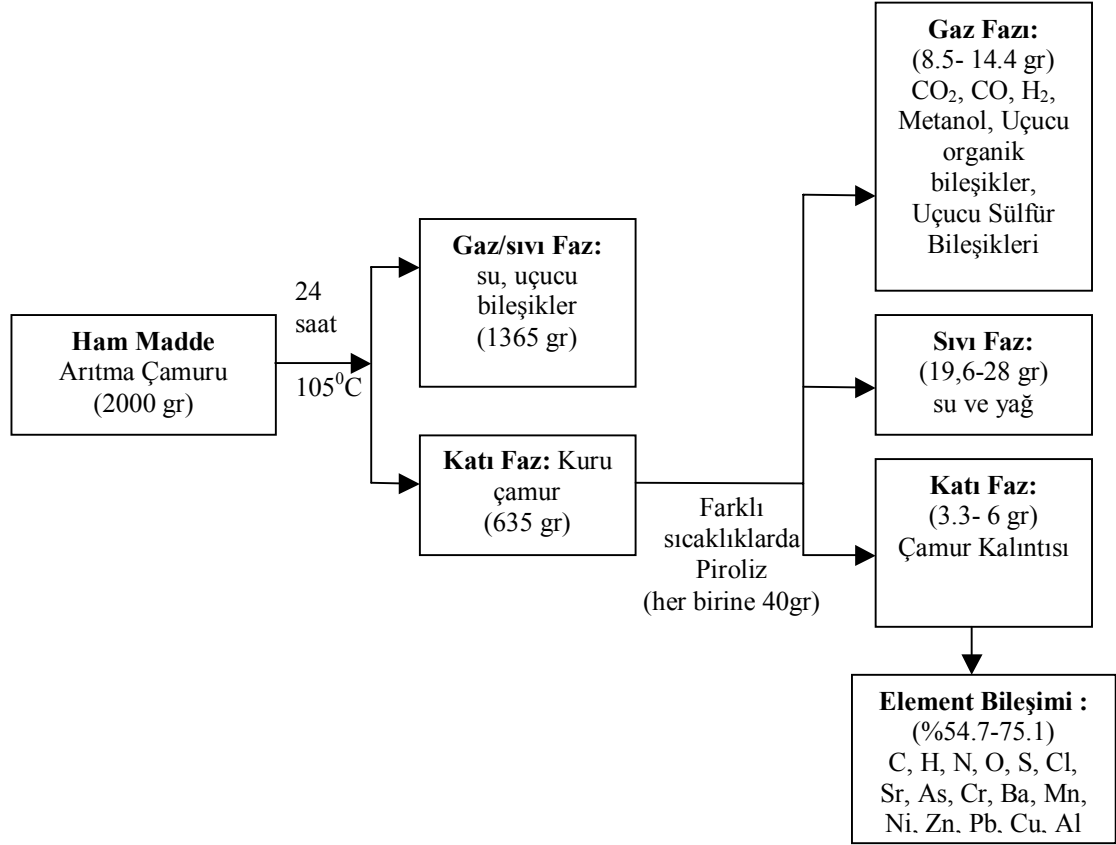 Ham Madde
Arıtma Çamuru
(2000 gr)
24
saat
105⁰C
Gaz/sıvı Faz:
su, uçucu
bileşikler
(1365 gr)
Katı Faz: Kuru
çamur
(635 gr)
Farklı
sıcaklıklarda
Piroliz
(her birine 40gr)
Gaz Fazı:
(8.5- 14.4 gr)
CO₂, CO, H₂,
Metanol, Uçucu
organik
bileşikler,
Uçucu Sülfür
Bileşikleri
Sıvı Faz:
(19,6-28 gr)
su ve yağ
Katı Faz:
(3.3- 6 gr)
Çamur Kalıntısı
Element Bileşimi :
(%54.7-75.1)
C, H, N, O, S, Cl,
Sr, As, Cr, Ba, Mn,
Ni, Zn, Pb, Cu, Al